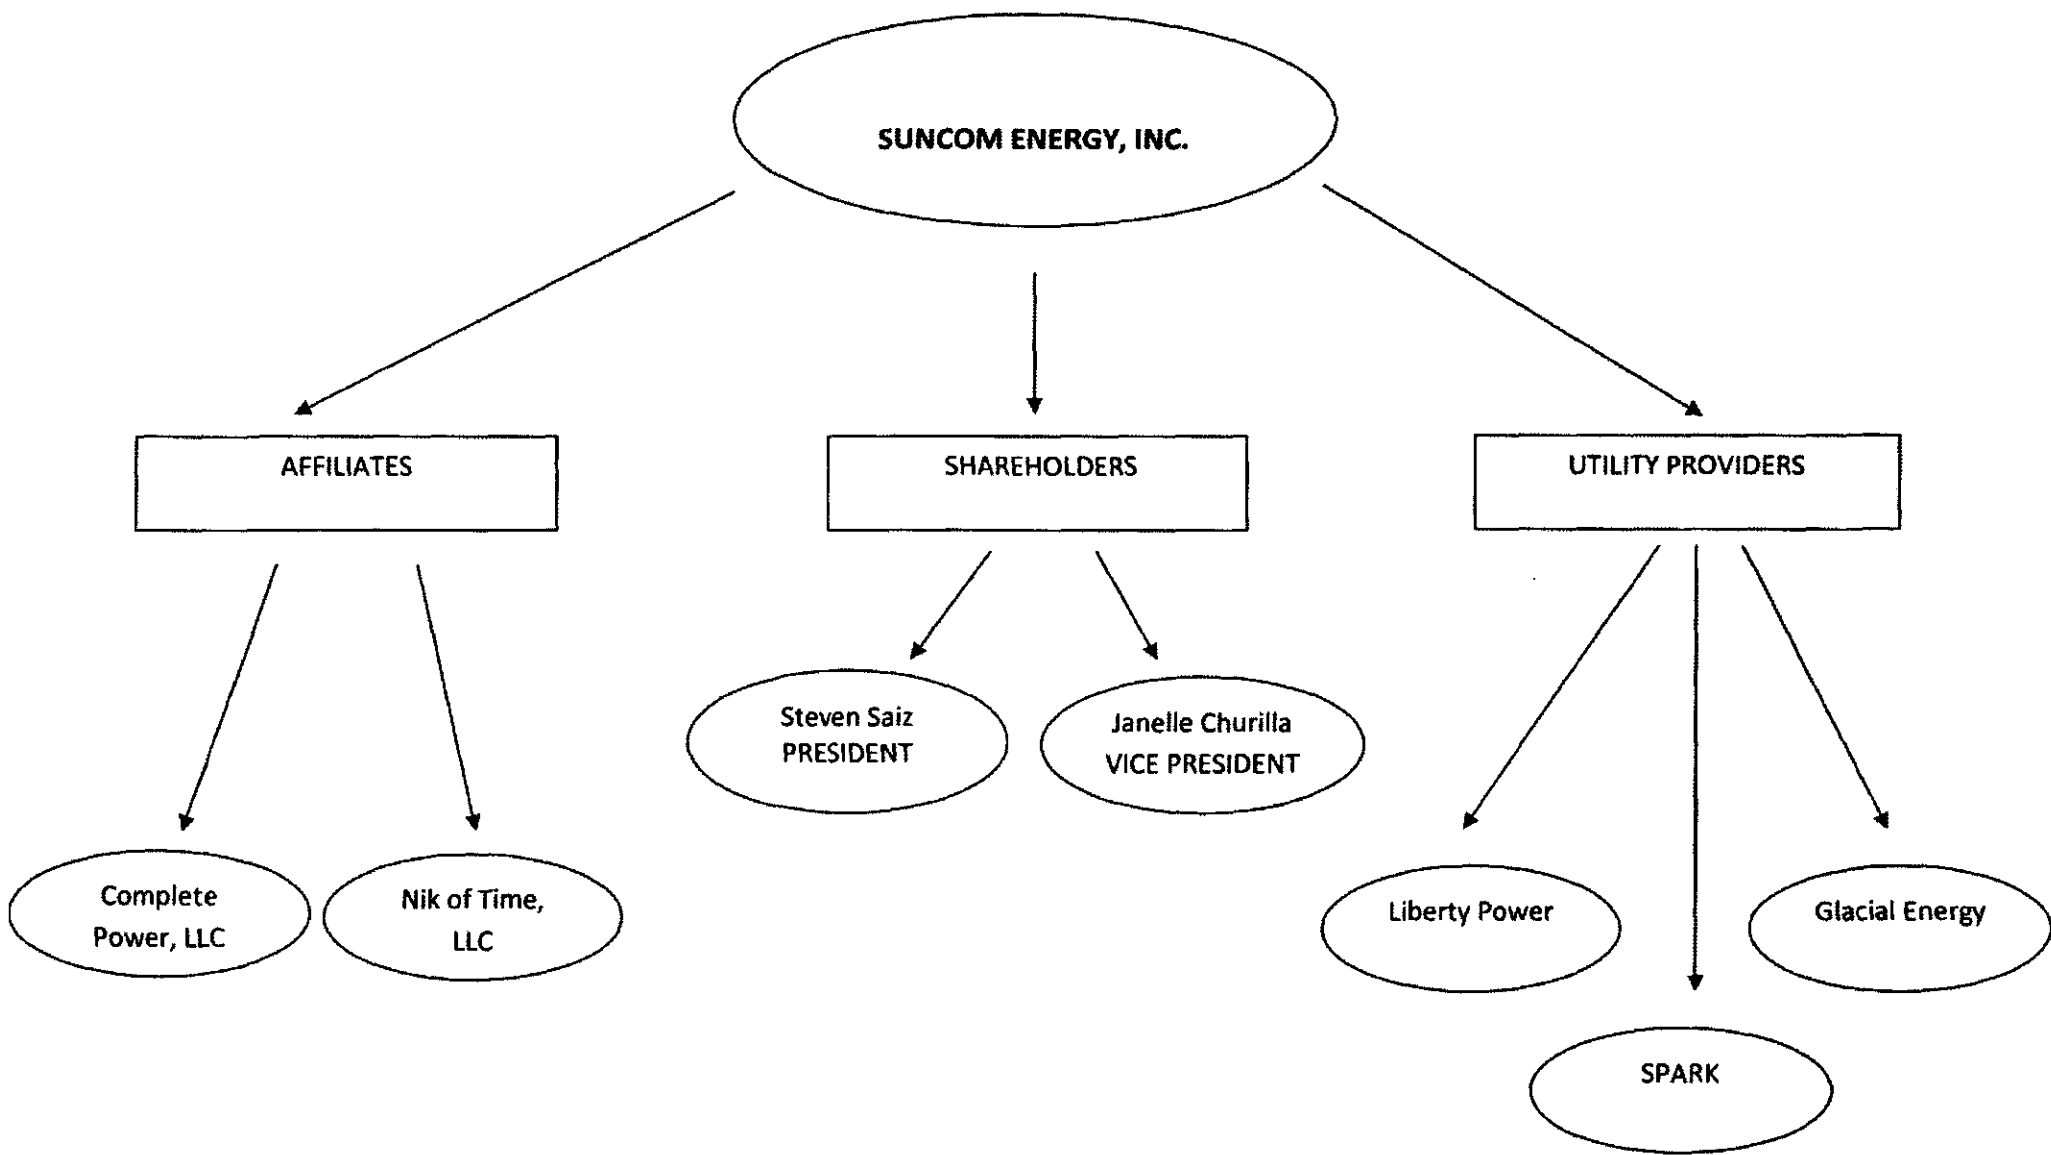 SUNCOM ENERGY, INC.
AFFILIATES
SHAREHOLDERS
UTILITY PROVIDERS
Steven Saiz
PRESIDENT
Janelle Churilla
VICE PRESIDENT
Complete
Power, LLC
Nik of Time,
LLC
Liberty Power
Glacial Energy
SPARK